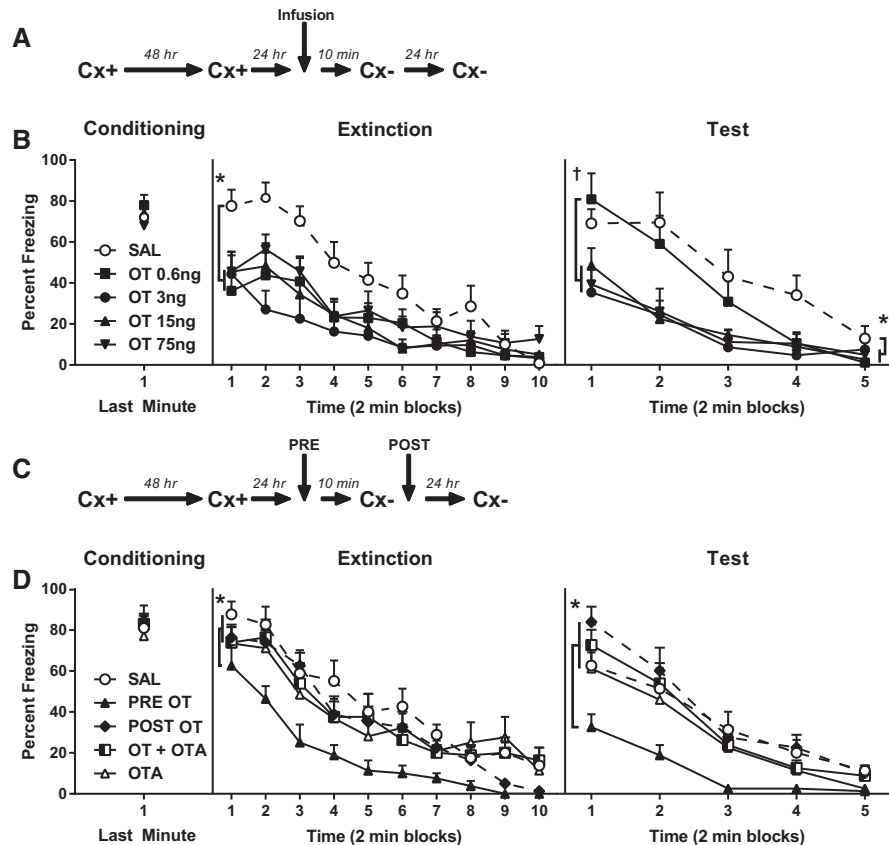 A
Infusion
48 hr
24 hr
10 min
24 hr
Cx+
Cx+
Cx-
Cx-
B
Conditioning
Extinction
Test
Percent Freezing
100
80
60
40
20
0
SAL
OT 0.6ng
OT 3ng
OT 15ng
OT 75ng
*
†
*
1
1 2 3 4 5 6 7 8 9 10
1 2 3 4 5
Last Minute
Time (2 min blocks)
Time (2 min blocks)
C
PRE
POST
48 hr
24 hr
10 min
24 hr
Cx+
Cx+
Cx-
Cx-
D
Conditioning
Extinction
Test
Percent Freezing
100
80
60
40
20
0
SAL
PRE OT
POST OT
OT + OTA
OTA
*
*
1
1 2 3 4 5 6 7 8 9 10
1 2 3 4 5
Last Minute
Time (2 min blocks)
Time (2 min blocks)